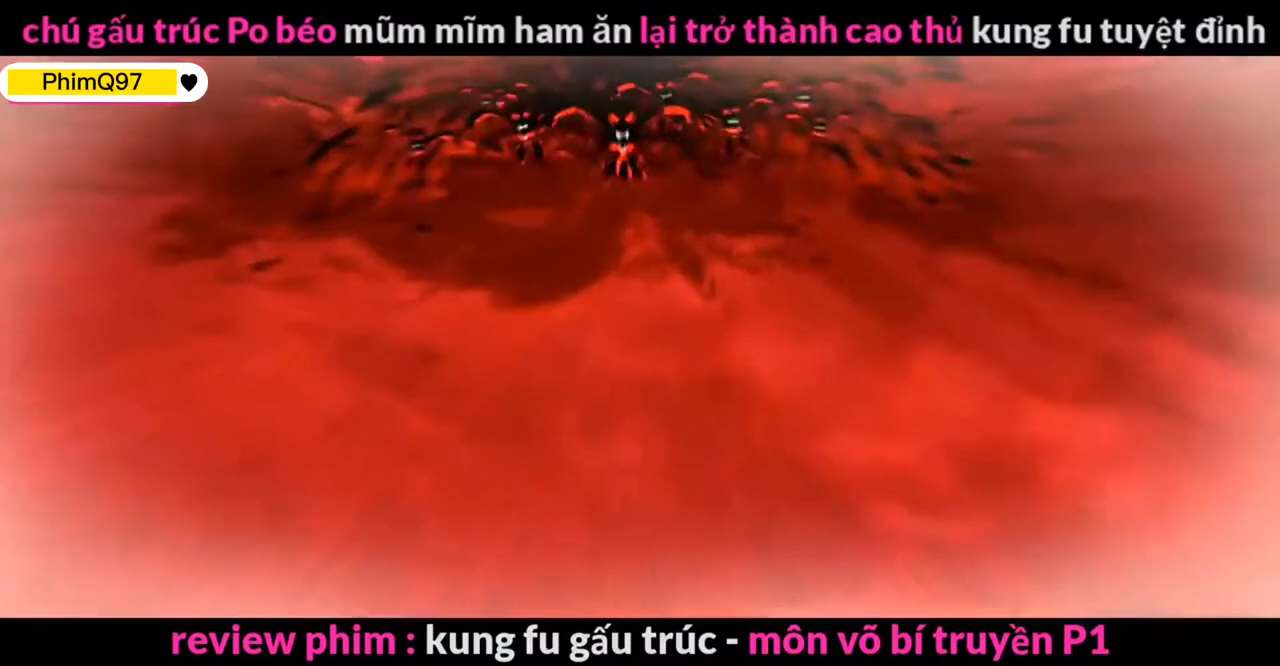 chú gấu trúc Po béo mũm mĩm ham ăn lại trở thành cao thủ kung fu tuyệt đỉnh
PhimQ97
review phim : kung fu gấu trúc - môn võ bí truyền P1